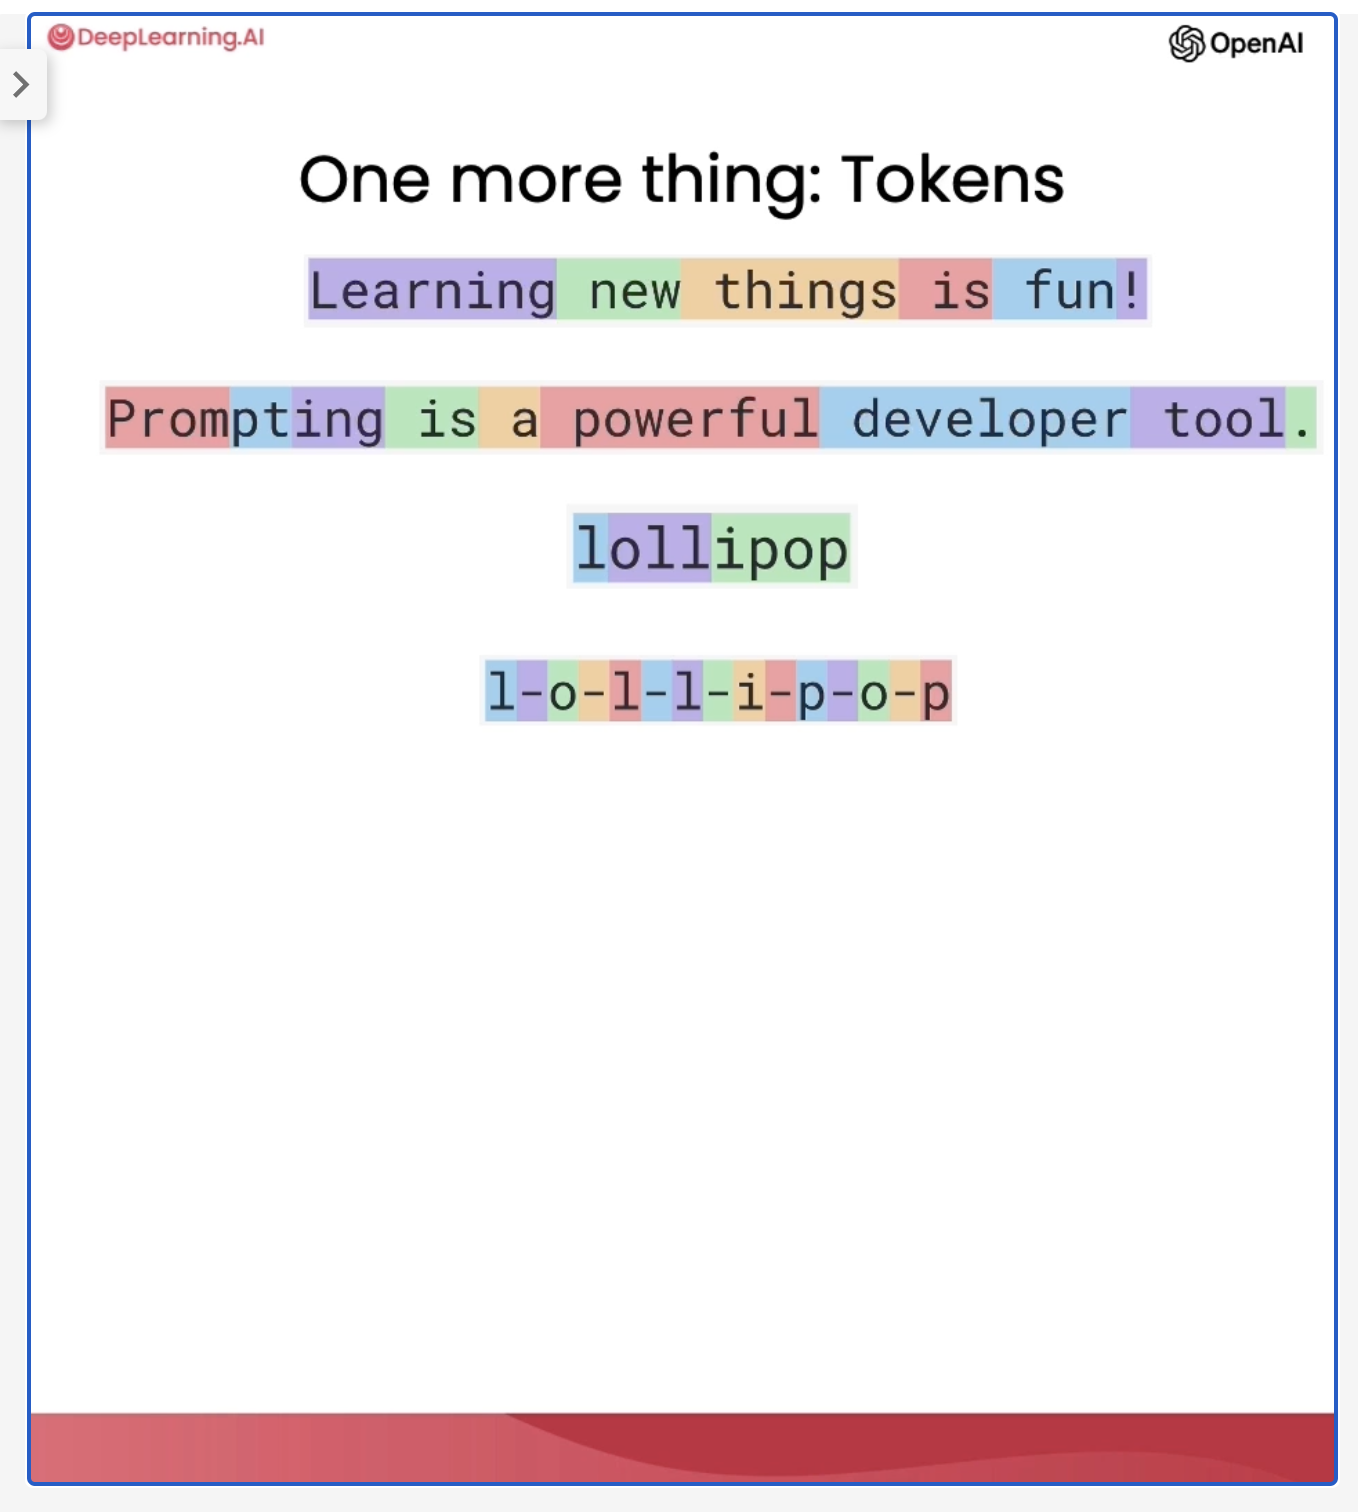 DeepLearning.AI
OpenAI
One more thing: Tokens
Learning new things is fun!
Prompting is a powerful developer tool.
lollipop
l-o-l-l-i-p-o-p